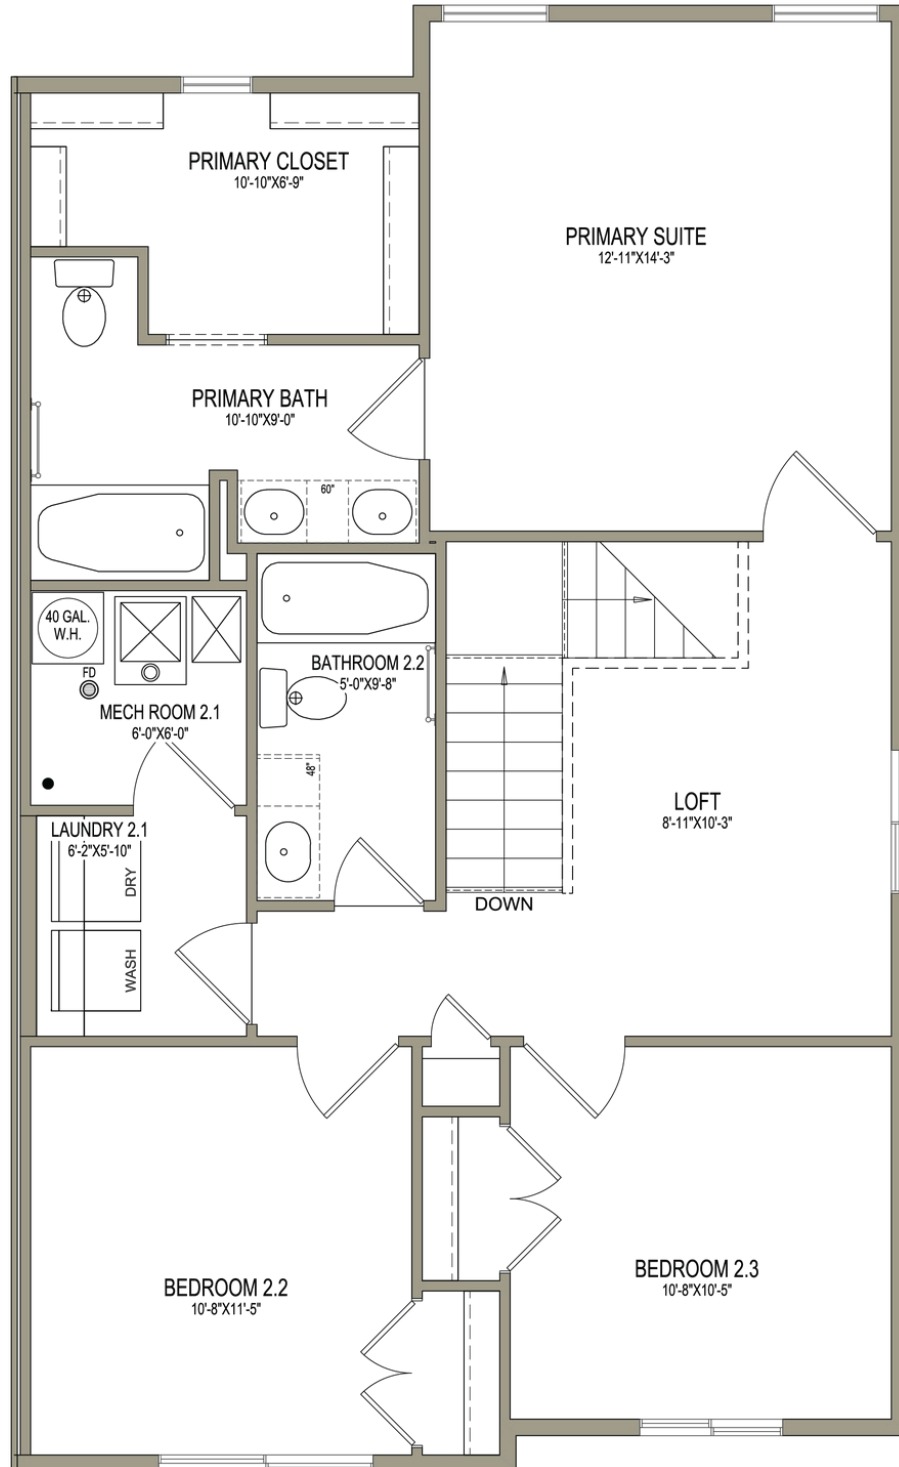 PRIMARY CLOSET
10'-10"X6'-9"
PRIMARY SUITE
12'-11"X14'-3"
PRIMARY BATH
10'-10"X9'-0"
60"
40 GAL.
W.H.
FD
MECH ROOM 2.1
6'-0"X6'-0"
BATHROOM 2.2
5'-0"X9'-8"
48"
LOFT
8'-11"X10'-3"
LAUNDRY 2.1
6'-2"X5'-10"
DRY
WASH
DOWN
BEDROOM 2.2
10'-8"X11'-5"
BEDROOM 2.3
10'-8"X10'-5"